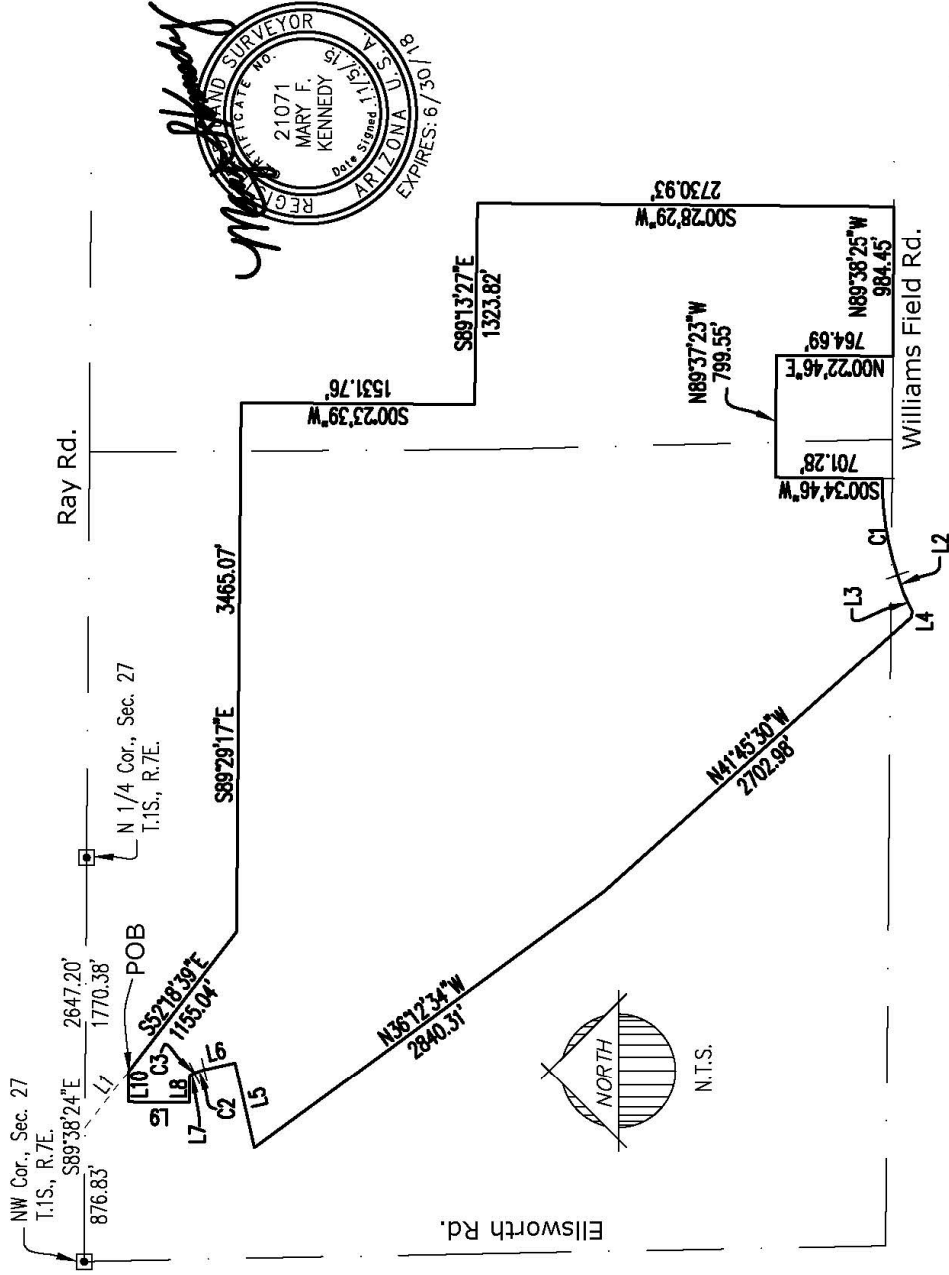 Ray Rd.
NW Cor., Sec. 27
T.1S., R.7E.
S89°38'24"E
2647.20'
876.83'
1770.38'
N 1/4 Cor., Sec. 27
T.1S., R.7E.
POB
L1
S52°18'39"E
1155.04'
L10
L9
L8
C3
L7
C2
L6
L5
S89°29'17"E
3465.07'
S00°23'39"W
1531.76'
S89°13'27"E
1323.82'
S00°28'29"W
2730.93'
N89°38'25"W
984.45'
N00°22'46"E
764.69'
N89°37'23"W
799.55'
S00°34'46"W
701.28'
C1
L2
L3
L4
N41°45'30"W
2702.98'
N36°12'34"W
2840.31'
Williams Field Rd.
Ellsworth Rd.
NORTH
N.T.S.
LAND SURVEYOR
CERTIFICATE NO.
21071
MARY F.
KENNEDY
Date Signed 11/5/15
ARIZONA U.S.A.
EXPIRES: 6/30/18